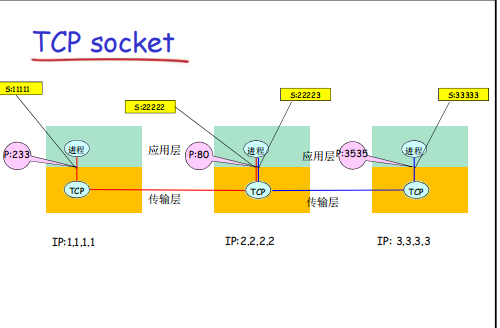 TCP socket
S:11111
S:22222
S:22223
S:33333
P:233
进程
应用层
P:80
进程
应用层
P:3535
进程
TCP
传输层
TCP
传输层
TCP
IP:1.1.1.1
IP:2.2.2.2
IP: 3.3.3.3